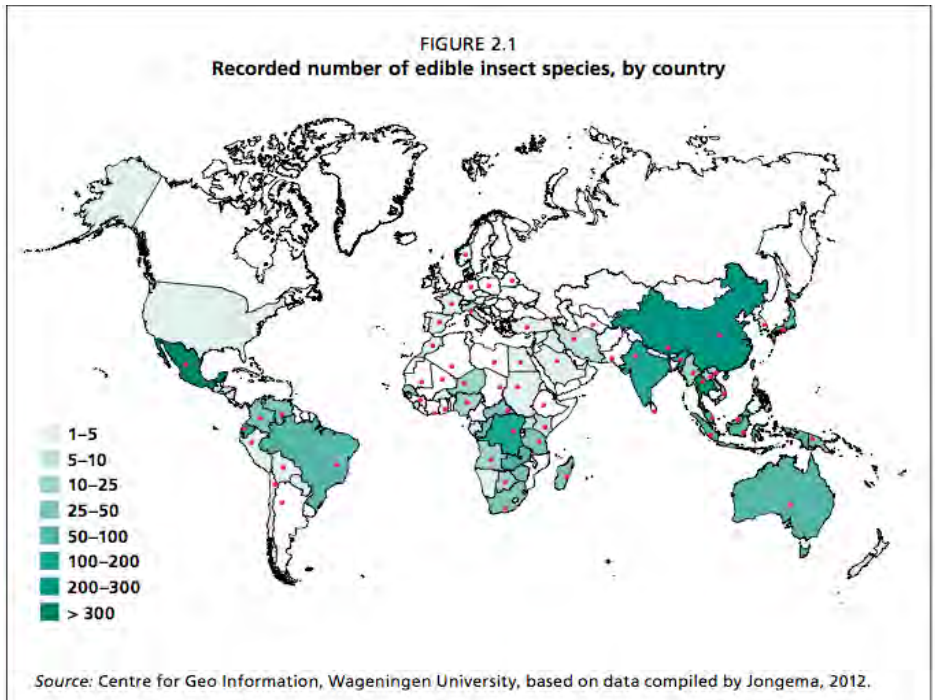 FIGURE 2.1
Recorded number of edible insect species, by country
1–5
5–10
10–25
25–50
50–100
100–200
200–300
> 300
Source: Centre for Geo Information, Wageningen University, based on data compiled by Jongema, 2012.